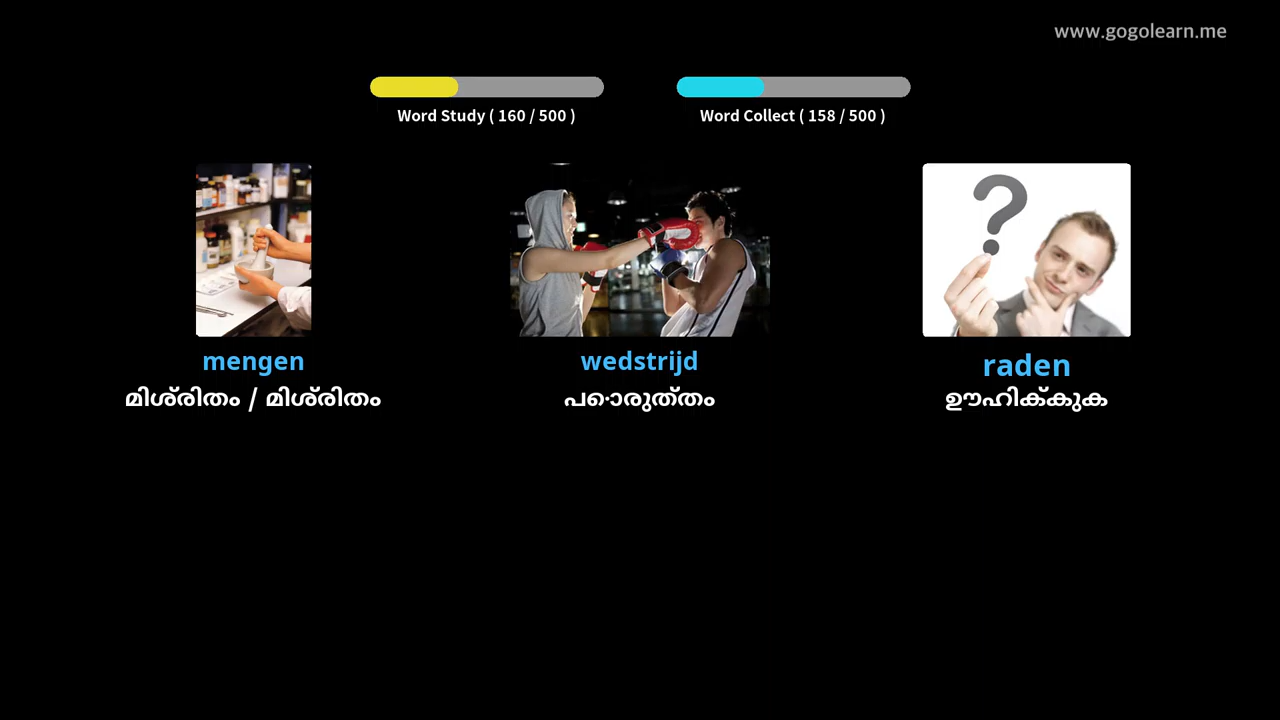 www.gogolearn.me
Word Study ( 160 / 500 )
Word Collect ( 158 / 500 )
mengen
wedstrijd
raden
മിശ്രിതം / മിശ്രിതം
പൊരുത്തം
ഊഹിക്കുക